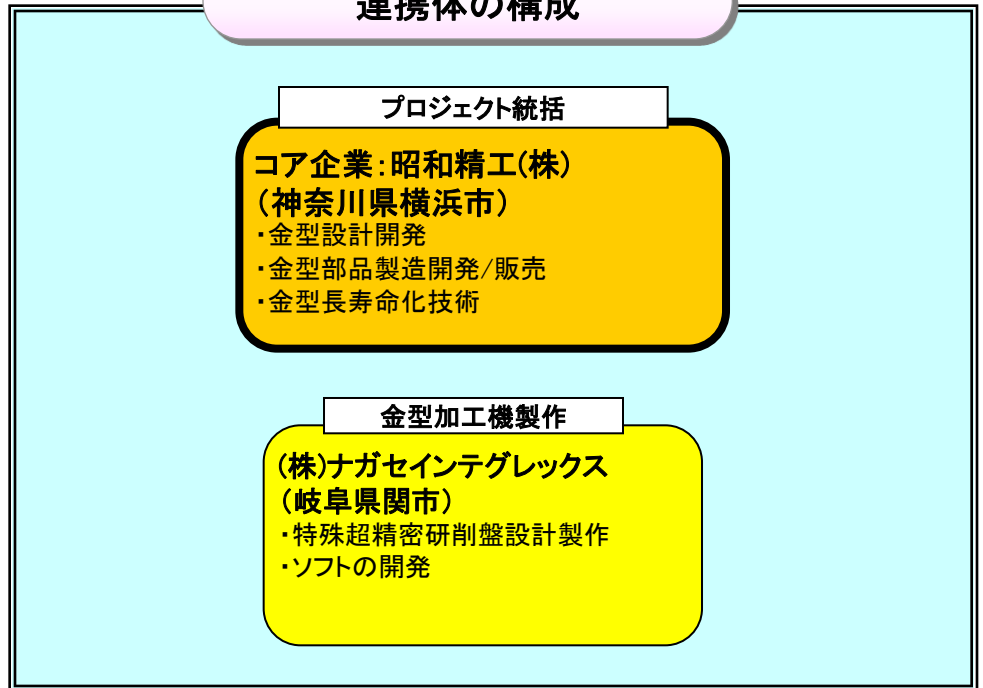 連携体の構成
プロジェクト統括
コア企業：昭和精工(株)
（神奈川県横浜市）
・金型設計開発
・金型部品製造開発/販売
・金型長寿命化技術
金型加工機製作
(株)ナガセインテグレックス
（岐阜県関市）
・特殊超精密研削盤設計製作
・ソフトの開発